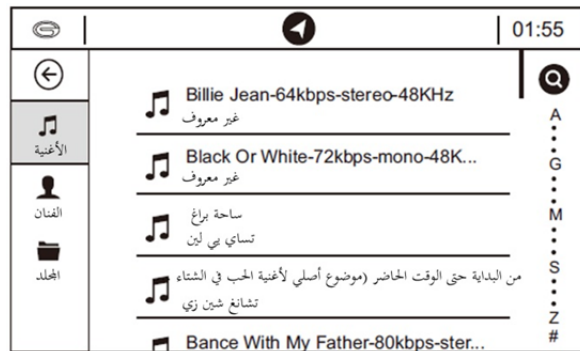 01:55
الأغنية
الفنان
المجلد
Billie Jean-64kbps-stereo-48KHz
غير معروف
Black Or White-72kbps-mono-48K...
غير معروف
ساحة براغ
تساي يي لين
من البداية حتى الوقت الحاضر (موضوع أصلي لأغنية الحب في الشتاء
تشانغ شين زي
Bance With My Father-80kbps-ster...
A
G
M
S
Z
#